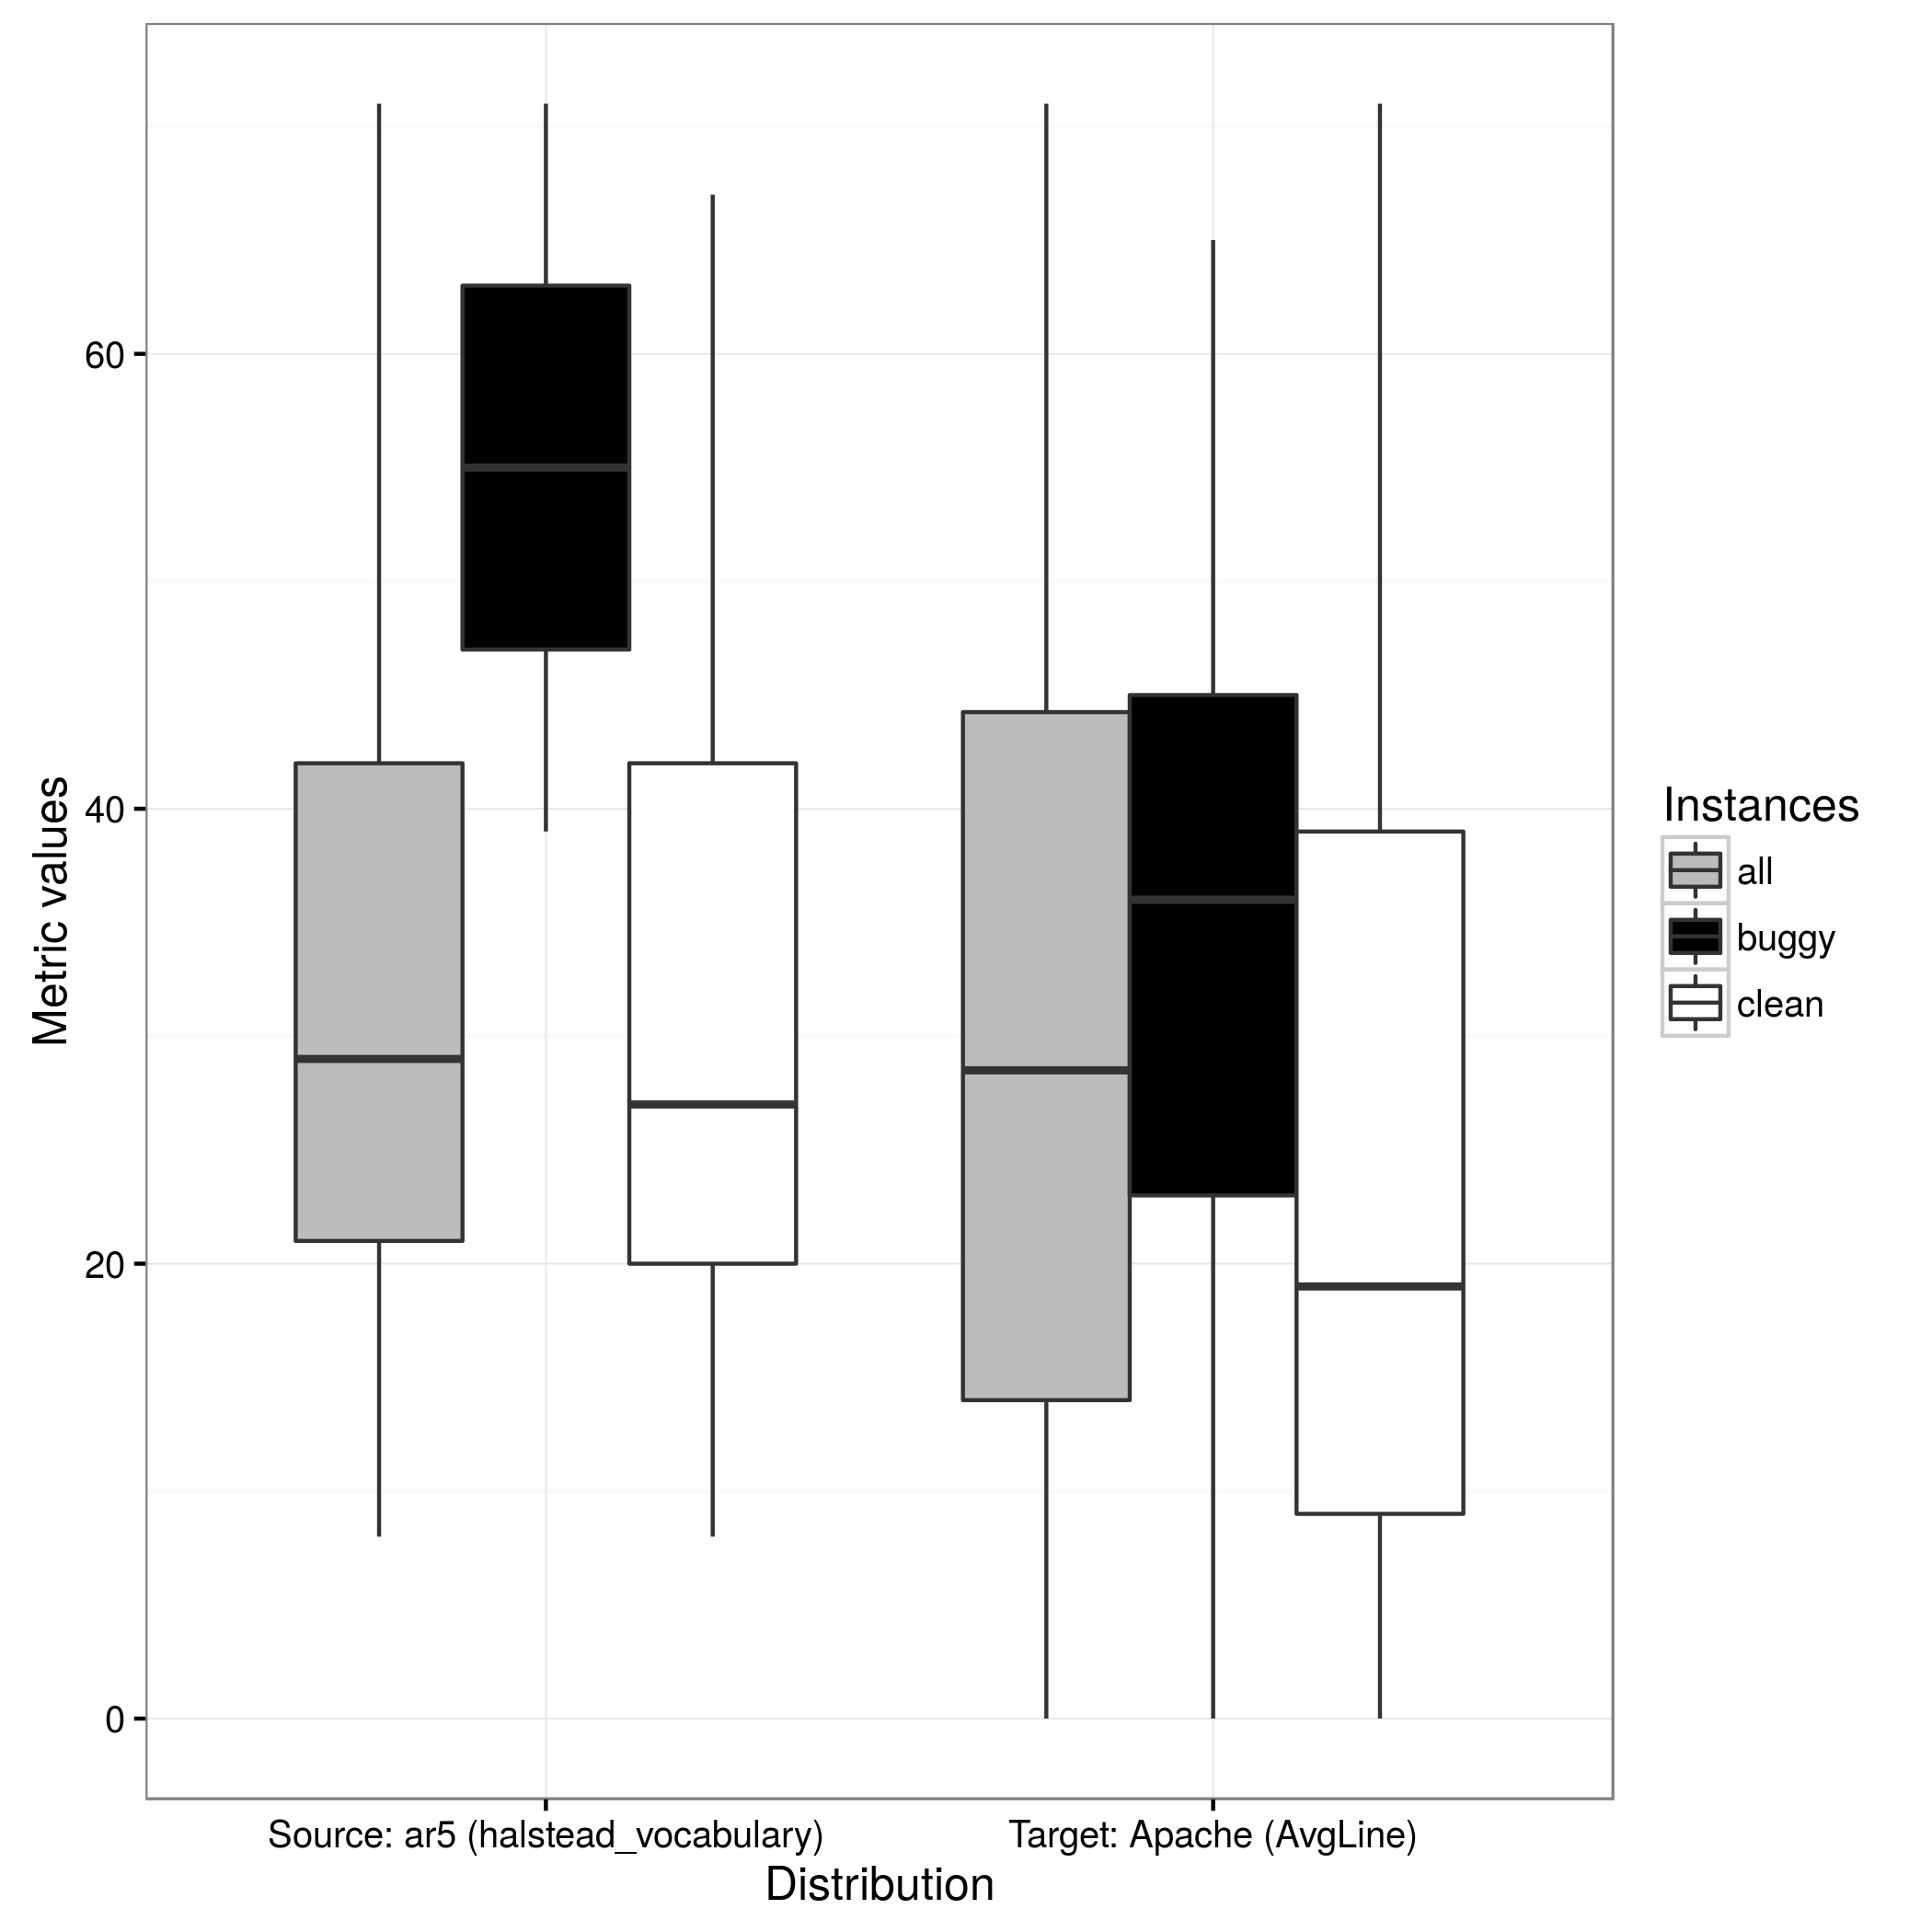 Metric values
60
40
20
0
Source: ar5 (halstead_vocabulary)
Target: Apache (AvgLine)
Distribution
Instances
all
buggy
clean